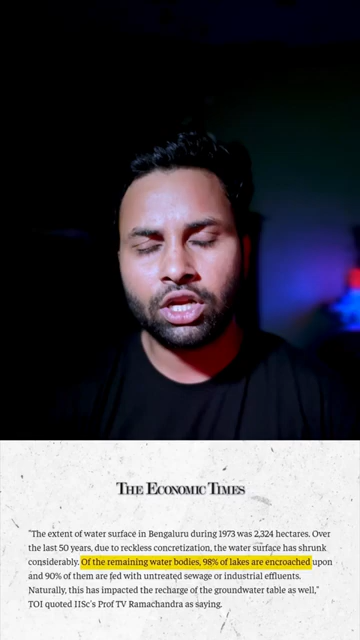 THE ECONOMIC TIMES
"The extent of water surface in Bengaluru during 1973 was 2,324 hectares. Over
the last 50 years, due to reckless concretization, the water surface has shrunk
considerably. Of the remaining water bodies, 98% of lakes are encroached upon
and 90% of them are fed with untreated sewage or industrial effluents.
Naturally, this has impacted the recharge of the groundwater table as well,"
TOI quoted IISc's Prof TV Ramachandra as saying.